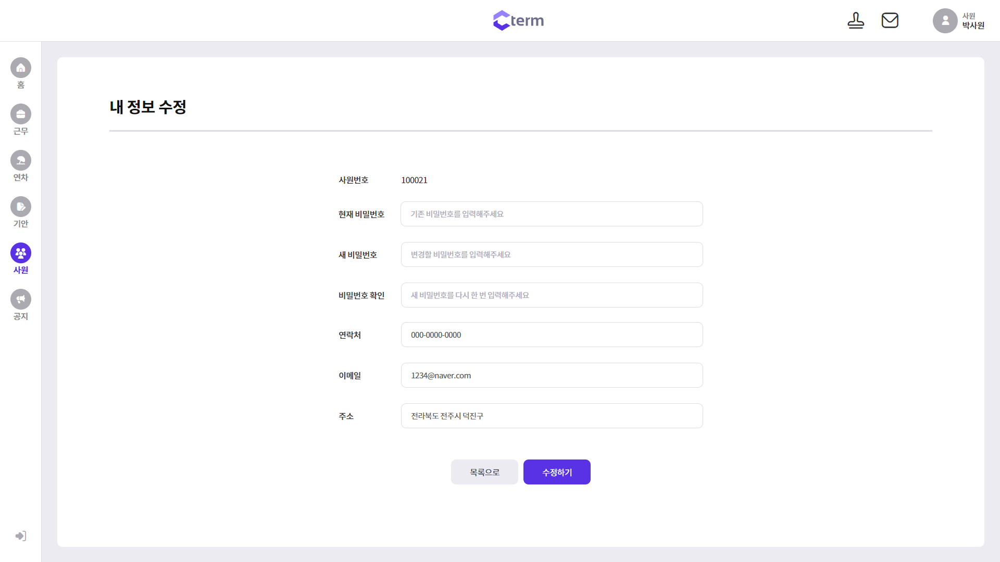 term
사원
박사원
홈
근무
연차
기안
사원
공지
내 정보 수정
사원번호 100021
현재 비밀번호 기존 비밀번호를 입력해주세요
새 비밀번호 변경할 비밀번호를 입력해주세요
비밀번호 확인 새 비밀번호를 다시 한 번 입력해주세요
연락처 000-0000-0000
이메일 1234@naver.com
주소 전라북도 전주시 덕진구
목록으로 수정하기